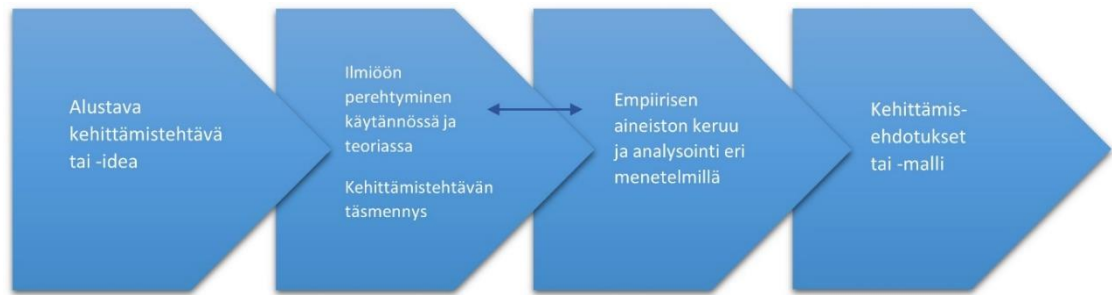 Alustava
kehittämistehtävä
tai -idea
Ilmiöön
perehtyminen
käytännössä ja
teoriassa
Kehittämistehtävän
täsmennys
Empiirisen
aineiston keruu
ja analysointi eri
menetelmillä
Kehittämis-
ehdotukset
tai -malli